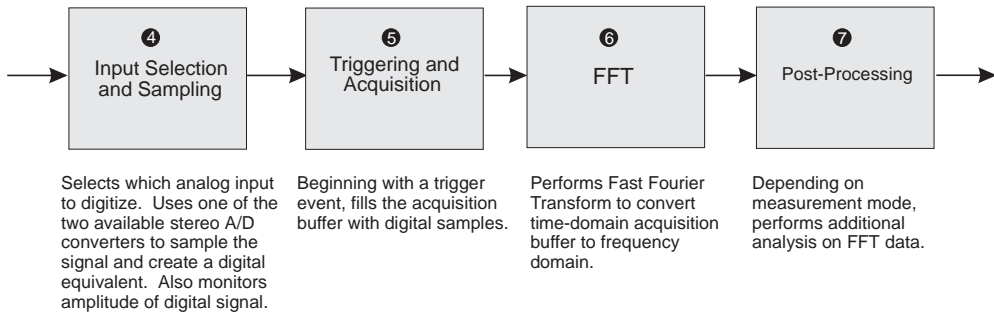 ❹
Input Selection
and Sampling
❺
Triggering and
Acquisition
❻
FFT
❼
Post-Processing
Selects which analog input
to digitize.  Uses one of the
two available stereo A/D
converters to sample the
signal and create a digital
equivalent.  Also monitors
amplitude of digital signal.
Beginning with a trigger
event, fills the acquisition
buffer with digital samples.
Performs Fast Fourier
Transform to convert
time-domain acquisition
buffer to frequency
domain.
Depending on
measurement mode,
performs additional
analysis on FFT data.